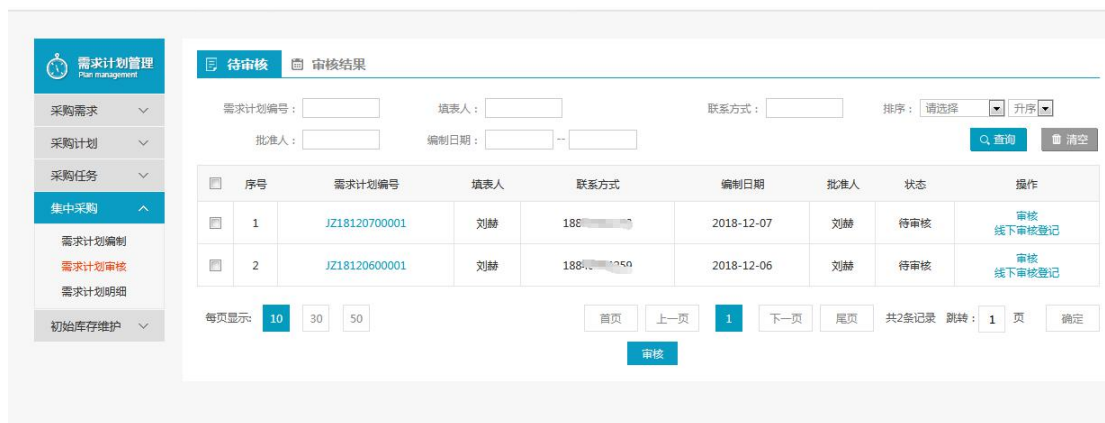 需求计划管理
Plan management
采购需求
采购计划
采购任务
集中采购
需求计划编制
需求计划审核
需求计划明细
初始库存维护
待审核 审核结果
需求计划编号： 填表人： 联系方式： 排序： 请选择 升序
批准人： 编制日期： -- 查询 清空
序号 需求计划编号 填表人 联系方式 编制日期 批准人 状态 操作
1 JZ18120700001 刘赫 188 2018-12-07 刘赫 待审核 审核
线下审核登记
2 JZ18120600001 刘赫 188 2018-12-06 刘赫 待审核 审核
线下审核登记
每页显示: 10 30 50 首页 上一页 1 下一页 尾页 共2条记录 跳转： 1 页 确定
审核